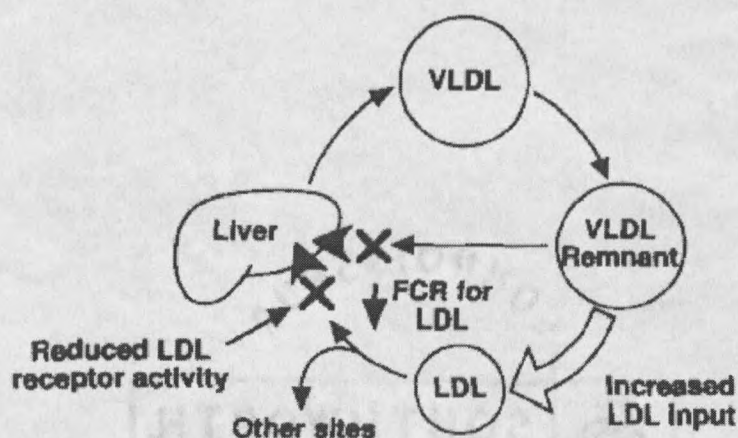 VLDL
Liver
VLDL
Remnant
FCR for
LDL
Reduced LDL
receptor activity
LDL
Increased
LDL input
Other sites